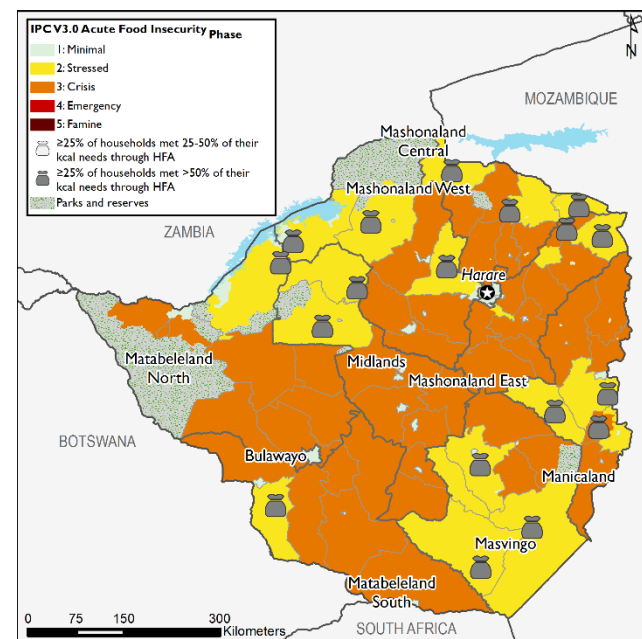 IPC V3.0 Acute Food Insecurity Phase
1: Minimal
2: Stressed
3: Crisis
4: Emergency
5: Famine
≥25% of households met 25-50% of their
kcal needs through HFA
≥25% of households met >50% of their
kcal needs through HFA
Parks and reserves
N
MOZAMBIQUE
Mashonaland
Central
Mashonaland West
ZAMBIA
Harare
Matabeleland
North
Midlands
Mashonaland East
BOTSWANA
Bulawayo
Manicaland
Masvingo
Matabeleland
South
0 75 150 300
Kilometers
SOUTH AFRICA